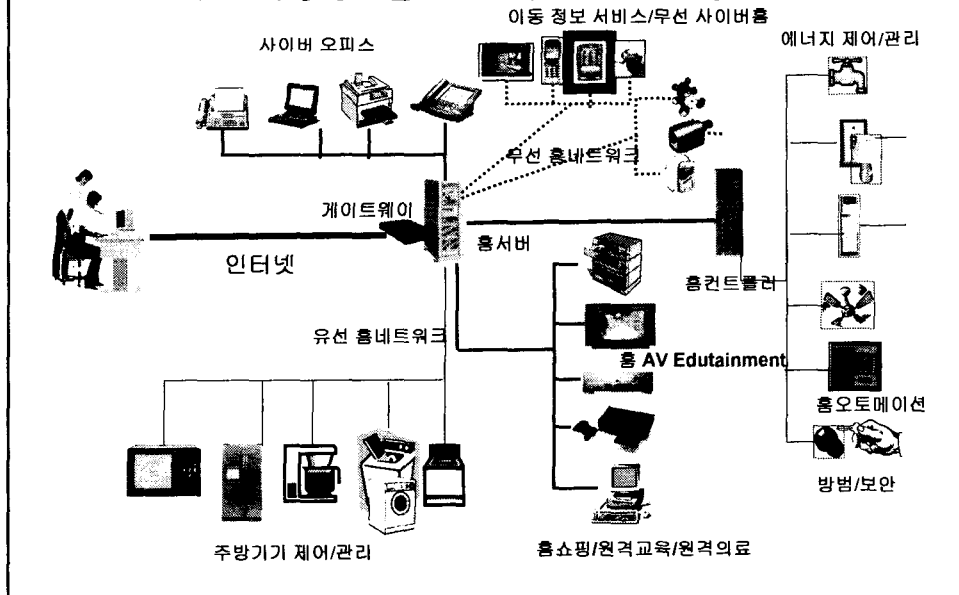 이동 정보 서비스/무선 사이버홈
사이버 오피스
에너지 제어/관리
무선 홈네트워크
게이트웨이
홈서버
인터넷
홈컨트롤러
유선 홈네트워크
홈 AV Edutainment
홈오토메이션
방범/보안
주방기기 제어/관리
홈쇼핑/원격교육/원격의료